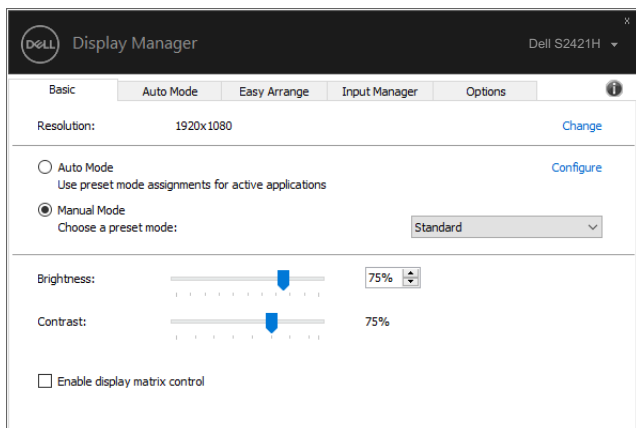 x
DELL Display Manager Dell S2421H
Basic Auto Mode Easy Arrange Input Manager Options i
Resolution: 1920x1080 Change
Auto Mode Configure
Use preset mode assignments for active applications
Manual Mode
Choose a preset mode: Standard
Brightness: 75%
Contrast: 75%
Enable display matrix control